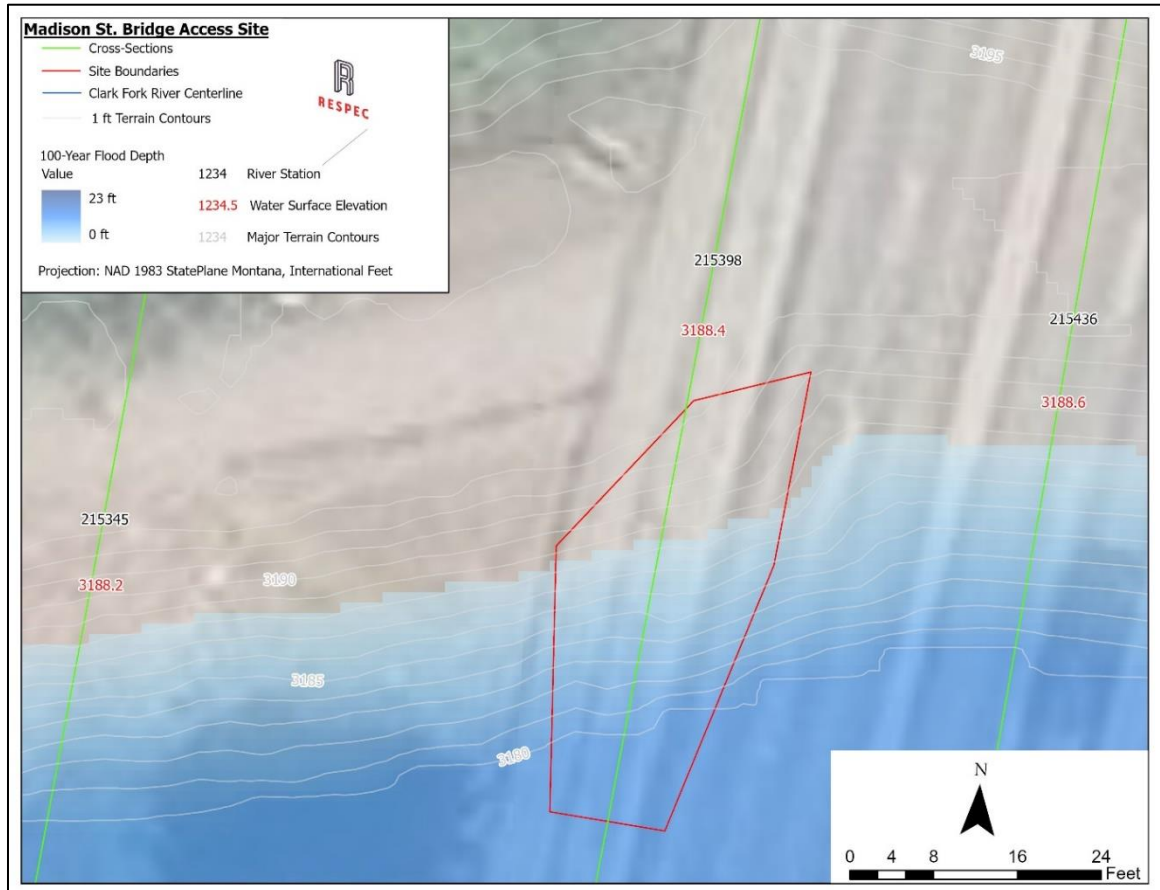 Madison St. Bridge Access Site
Cross-Sections
Site Boundaries
Clark Fork River Centerline
1 ft Terrain Contours
R
RESPEC
100-Year Flood Depth
Value
23 ft
0 ft
1234 River Station
1234.5 Water Surface Elevation
1234 Major Terrain Contours
Projection: NAD 1983 StatePlane Montana, International Feet
3195
215398
215436
3188.4
3188.6
215345
3190
3188.2
3185
3180
N
0 4 8 16 24
Feet